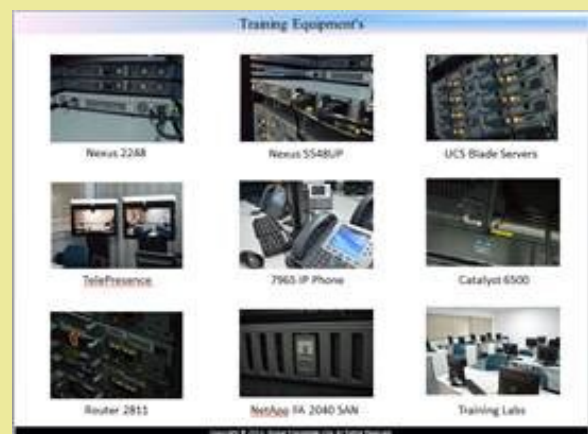 Training Equipment's
Nexus 2248
Nexus 5548UP
UCS Blade Servers
TelePresence
7965 IP Phone
Catalyst 6500
Router 2811
NetApp FA 2040 SAN
Training Labs